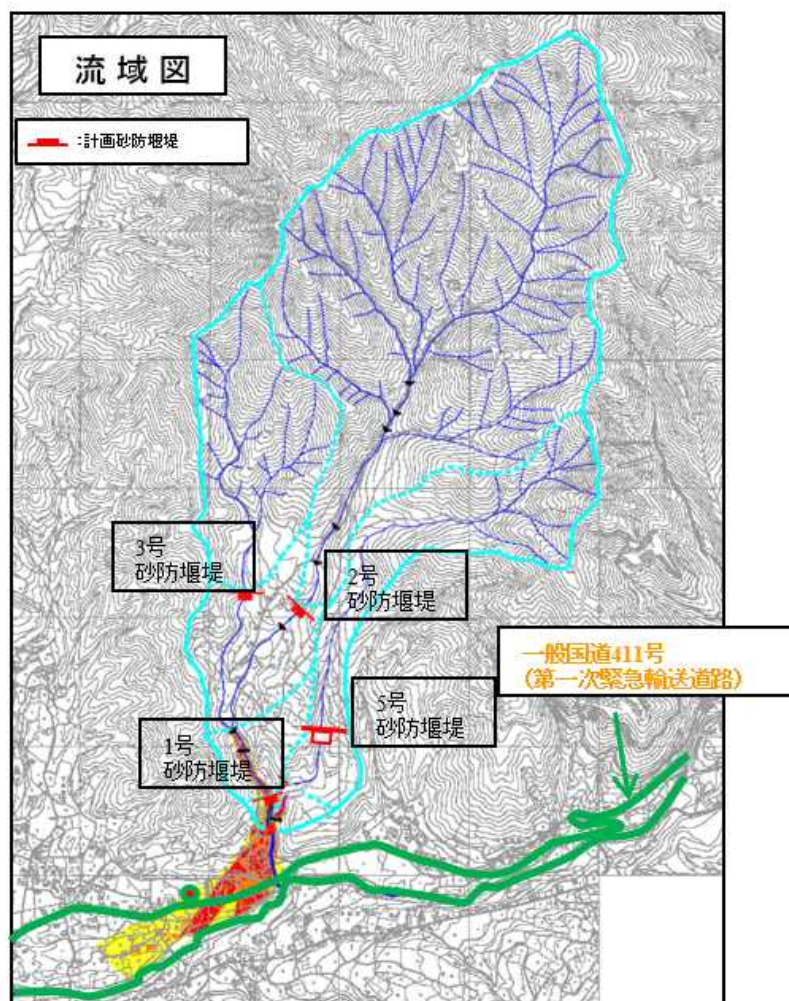 流域図
:計画砂防堰堤
3号
砂防堰堤
2号
砂防堰堤
一般国道411号
(第一次緊急輸送道路)
5号
砂防堰堤
1号
砂防堰堤